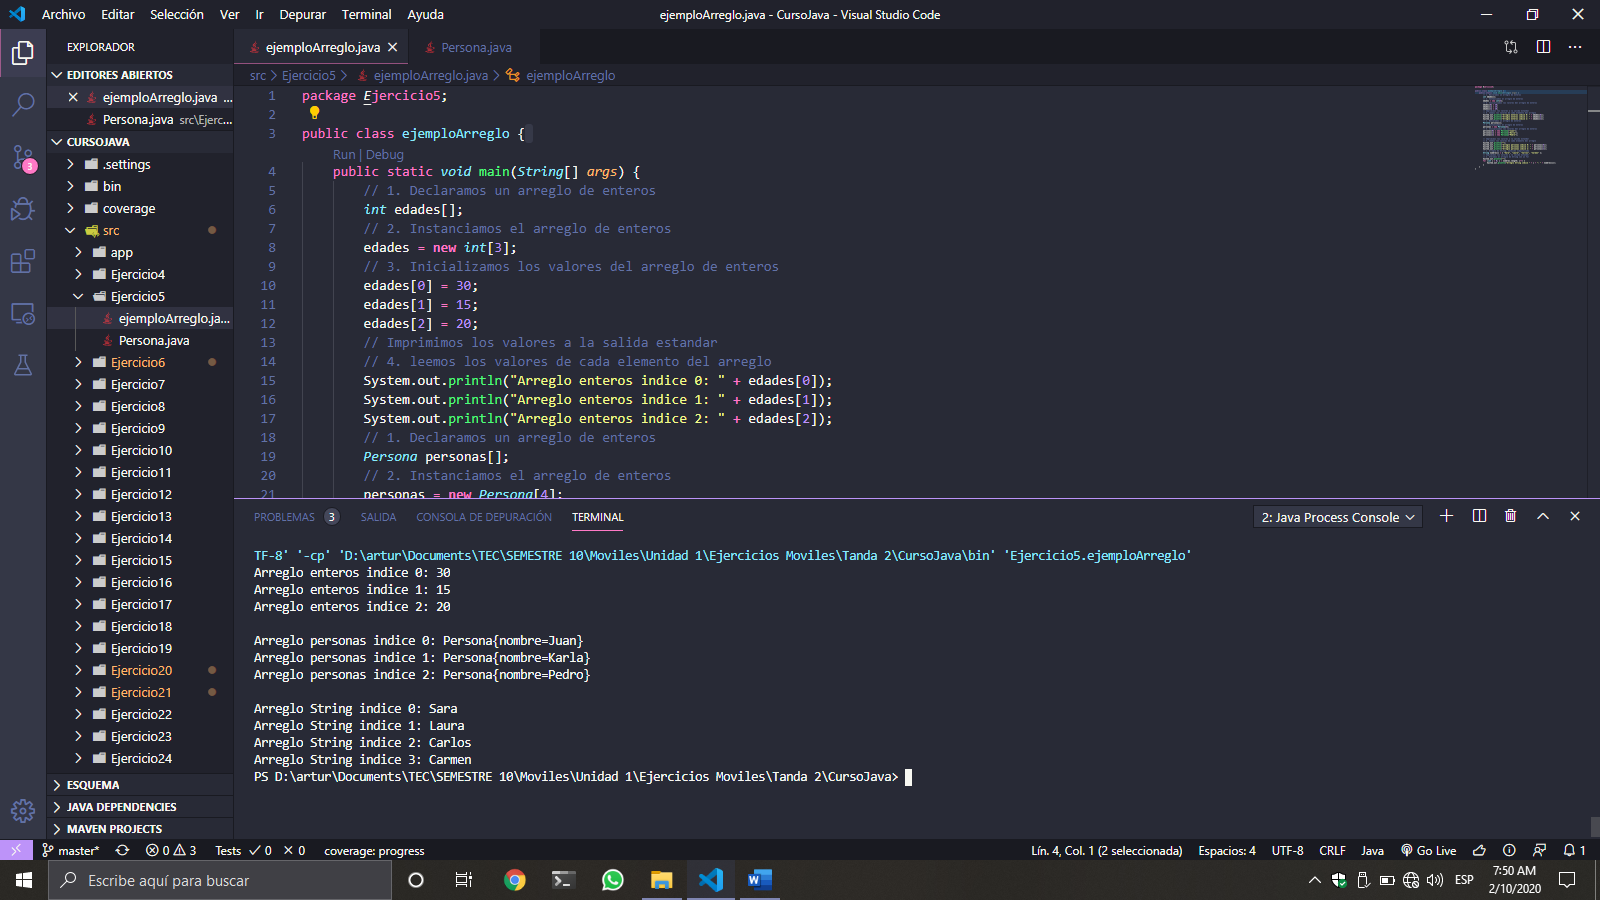 Archivo Editar Selección Ver Ir Depurar Terminal Ayuda
ejemploArreglo.java - CursoJava - Visual Studio Code
EXPLORADOR
EDITORES ABIERTOS
ejemploArreglo.java ...
Persona.java src\Ejerc...
CURSOJAVA
.settings
bin
coverage
src
app
Ejercicio4
Ejercicio5
ejemploArreglo.ja...
Persona.java
Ejercicio6
Ejercicio7
Ejercicio8
Ejercicio9
Ejercicio10
Ejercicio11
Ejercicio12
Ejercicio13
Ejercicio14
Ejercicio15
Ejercicio16
Ejercicio17
Ejercicio18
Ejercicio19
Ejercicio20
Ejercicio21
Ejercicio22
Ejercicio23
Ejercicio24
ESQUEMA
JAVA DEPENDENCIES
MAVEN PROJECTS
3
ejemploArreglo.java
Persona.java
src > Ejercicio5 > ejemploArreglo.java > ejemploArreglo
1 package Ejercicio5;
2
3 public class ejemploArreglo {
Run | Debug
4 public static void main(String[] args) {
5 // 1. Declaramos un arreglo de enteros
6 int edades[];
7 // 2. Instanciamos el arreglo de enteros
8 edades = new int[3];
9 // 3. Inicializamos los valores del arreglo de enteros
10 edades[0] = 30;
11 edades[1] = 15;
12 edades[2] = 20;
13 // Imprimimos los valores a la salida estandar
14 // 4. leemos los valores de cada elemento del arreglo
15 System.out.println("Arreglo enteros indice 0: " + edades[0]);
16 System.out.println("Arreglo enteros indice 1: " + edades[1]);
17 System.out.println("Arreglo enteros indice 2: " + edades[2]);
18 // 1. Declaramos un arreglo de enteros
19 Persona personas[];
20 // 2. Instanciamos el arreglo de enteros
21 personas = new Persona[4];
PROBLEMAS 3 SALIDA CONSOLA DE DEPURACIÓN TERMINAL
2: Java Process Console
TF-8' '-cp' 'D:\artur\Documents\TEC\SEMESTRE 10\Moviles\Unidad 1\Ejercicios Moviles\Tanda 2\CursoJava\bin' 'Ejercicio5.ejemploArreglo'
Arreglo enteros indice 0: 30
Arreglo enteros indice 1: 15
Arreglo enteros indice 2: 20
Arreglo personas indice 0: Persona{nombre=Juan}
Arreglo personas indice 1: Persona{nombre=Karla}
Arreglo personas indice 2: Persona{nombre=Pedro}
Arreglo String indice 0: Sara
Arreglo String indice 1: Laura
Arreglo String indice 2: Carlos
Arreglo String indice 3: Carmen
PS D:\artur\Documents\TEC\SEMESTRE 10\Moviles\Unidad 1\Ejercicios Moviles\Tanda 2\CursoJava>
master* 0 3 Tests 0 0 coverage: progress
Lín. 4, Col. 1 (2 seleccionada) Espacios: 4 UTF-8 CRLF Java Go Live 1
Escribe aquí para buscar
ESP
7:50 AM
2/10/2020